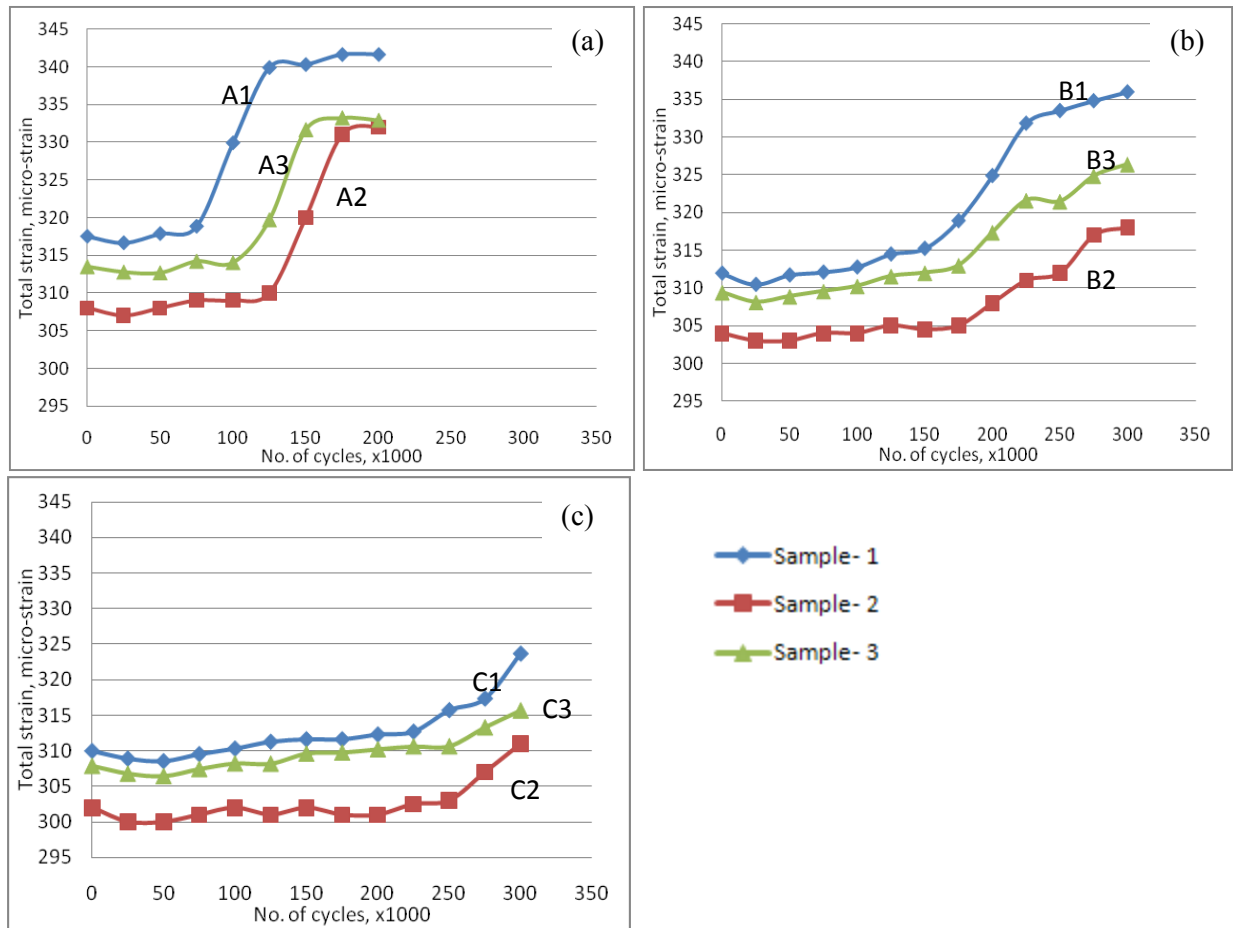 (a)
Total strain, micro-strain
345
340
335
330
325
320
315
310
305
300
295
A1
A3
A2
0 50 100 150 200 250 300 350
No. of cycles, x1000
(b)
Total strain, micro-strain
345
340
335
330
325
320
315
310
305
300
295
B1
B3
B2
0 50 100 150 200 250 300 350
No. of cycles, x1000
(c)
Total strain, micro-strain
345
340
335
330
325
320
315
310
305
300
295
C1
C3
C2
0 50 100 150 200 250 300 350
No. of cycles, x1000
Sample- 1
Sample- 2
Sample- 3